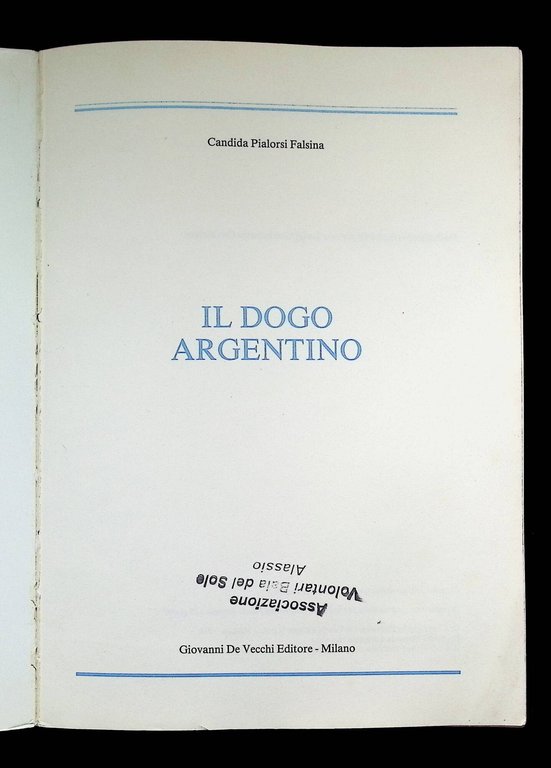 Candida Pialorsi Falsina
IL DOGO
ARGENTINO
Associazione
Volontari Baia del Sole
Alassio
Giovanni De Vecchi Editore - Milano